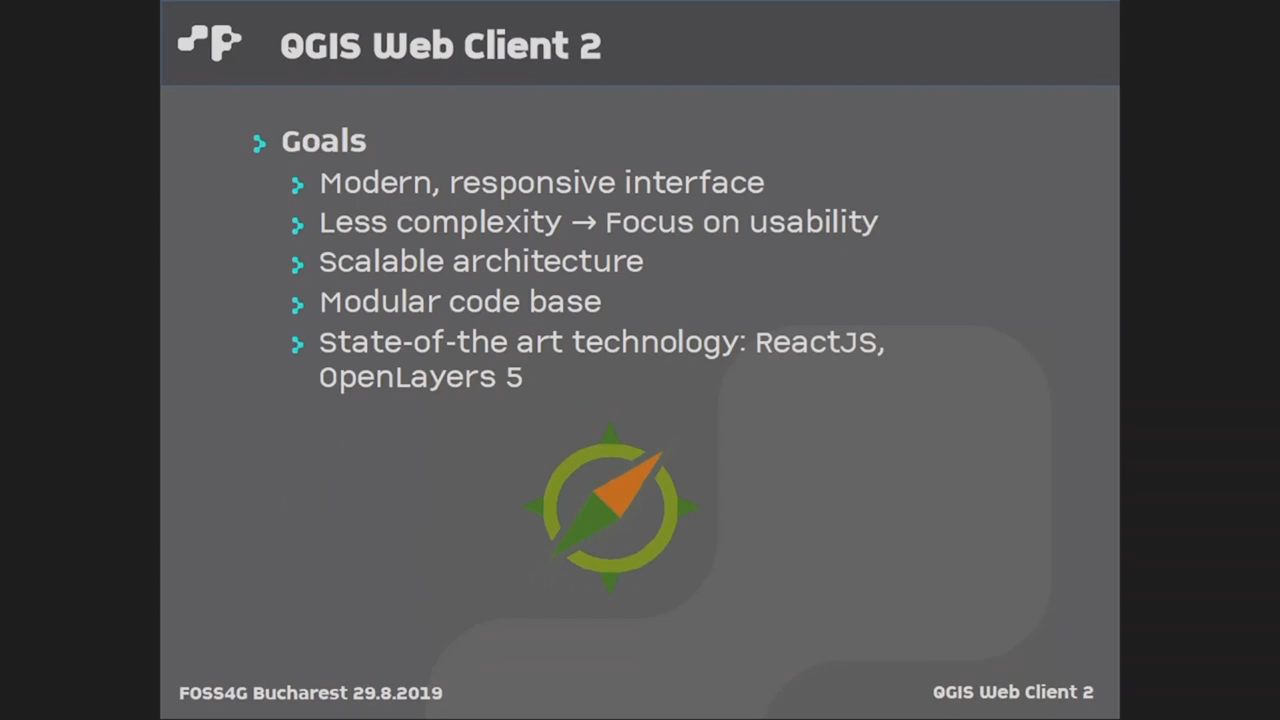 QGIS Web Client 2
Goals
Modern, responsive interface
Less complexity → Focus on usability
Scalable architecture
Modular code base
State-of-the art technology: ReactJS,
OpenLayers 5
FOSS4G Bucharest 29.8.2019
QGIS Web Client 2